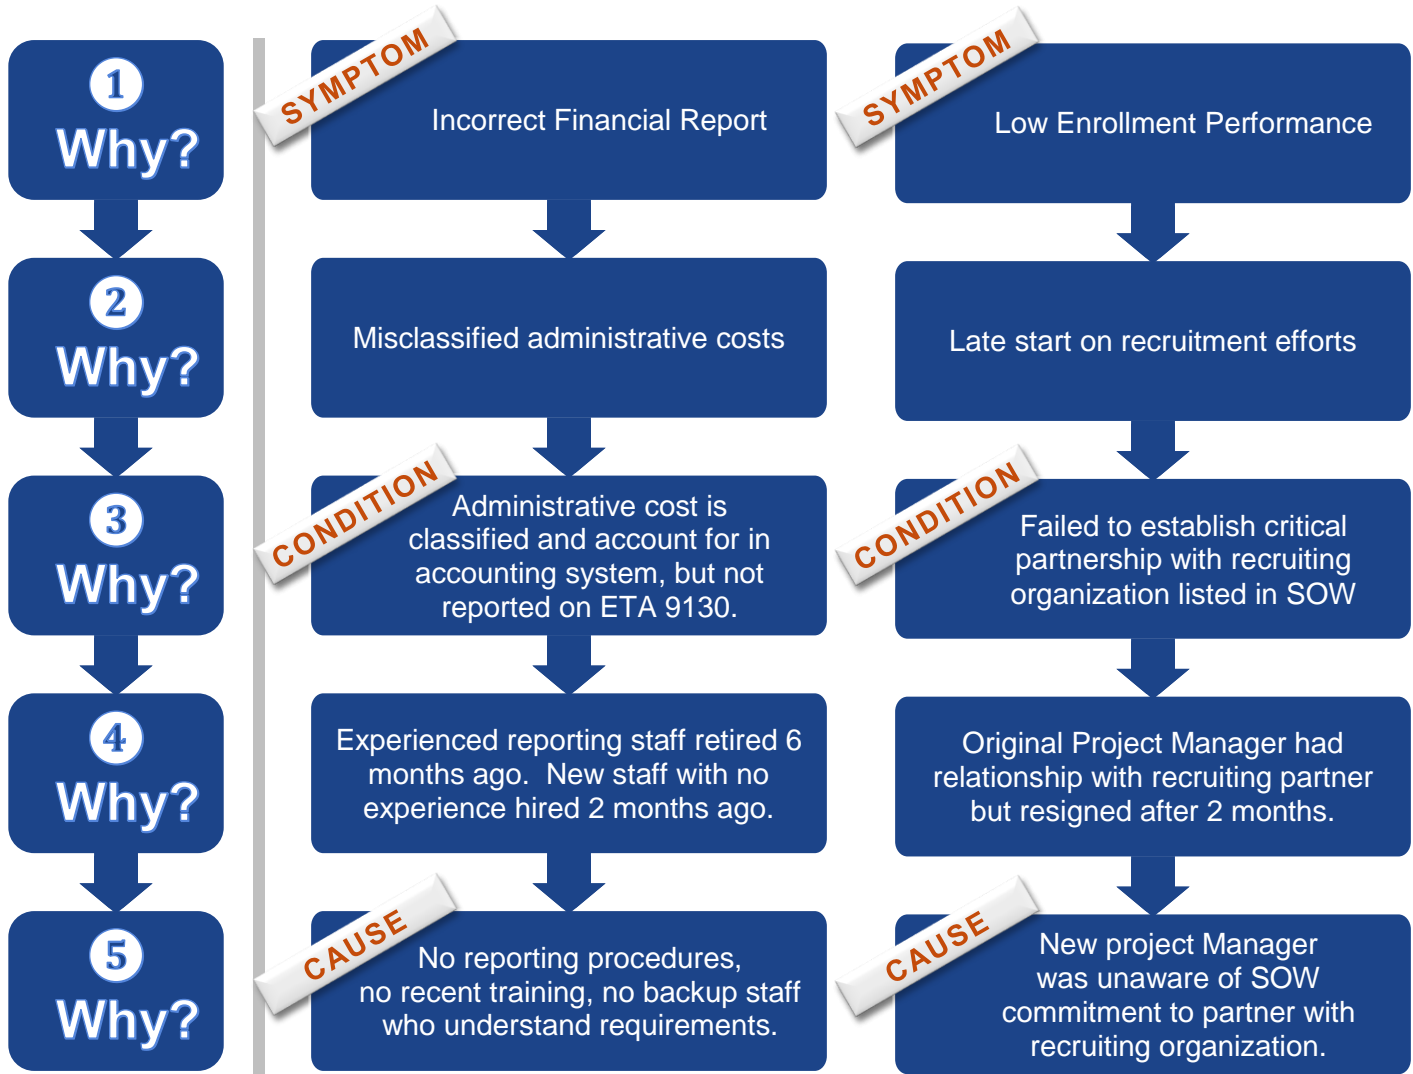 1
Why?
SYMPTOM
Incorrect Financial Report
SYMPTOM
Low Enrollment Performance
2
Why?
Misclassified administrative costs
Late start on recruitment efforts
3
Why?
CONDITION
Administrative cost is
classified and account for in
accounting system, but not
reported on ETA 9130.
CONDITION
Failed to establish critical
partnership with recruiting
organization listed in SOW
4
Why?
Experienced reporting staff retired 6
months ago.  New staff with no
experience hired 2 months ago.
Original Project Manager had
relationship with recruiting partner
but resigned after 2 months.
5
Why?
CAUSE
No reporting procedures,
no recent training, no backup staff
who understand requirements.
CAUSE
New project Manager
was unaware of SOW
commitment to partner with
recruiting organization.